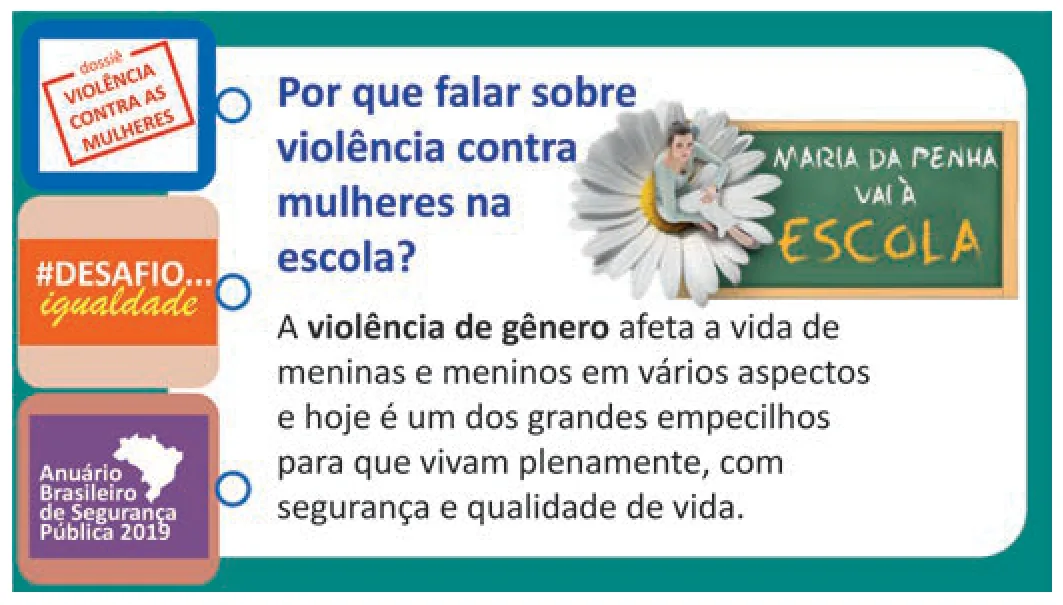 dossiê
VIOLÊNCIA
CONTRA AS
MULHERES
#DESAFIO...
igualdade
Anuário
Brasileiro
de Segurança
Pública 2019
Por que falar sobre
violência contra
mulheres na
escola?
MARIA DA PENHA
VAI À
ESCOLA
A violência de gênero afeta a vida de
meninas e meninos em vários aspectos
e hoje é um dos grandes empecilhos
para que vivam plenamente, com
segurança e qualidade de vida.